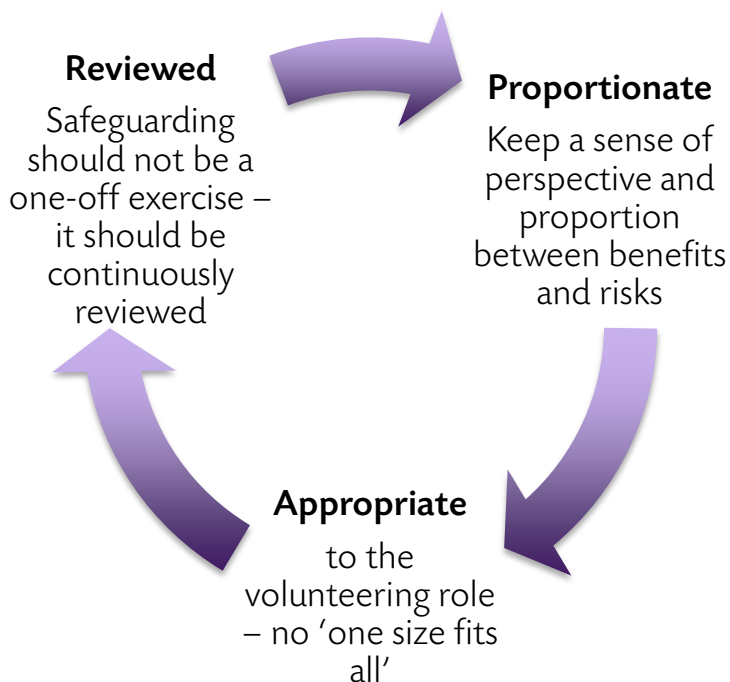 Reviewed
Safeguarding
should not be a
one-off exercise –
it should be
continuously
reviewed
Proportionate
Keep a sense of
perspective and
proportion
between benefits
and risks
Appropriate
to the
volunteering role
– no ‘one size fits
all’